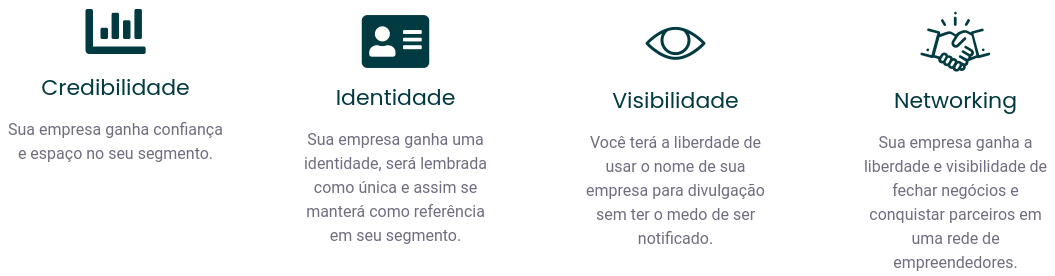 Credibilidade
Sua empresa ganha confiança
e espaço no seu segmento.
Identidade
Sua empresa ganha uma
identidade, será lembrada
como única e assim se
manterá como referência
em seu segmento.
Visibilidade
Você terá a liberdade de
usar o nome de sua
empresa para divulgação
sem ter o medo de ser
notificado.
Networking
Sua empresa ganha a
liberdade e visibilidade de
fechar negócios e
conquistar parceiros em
uma rede de
empreendedores.